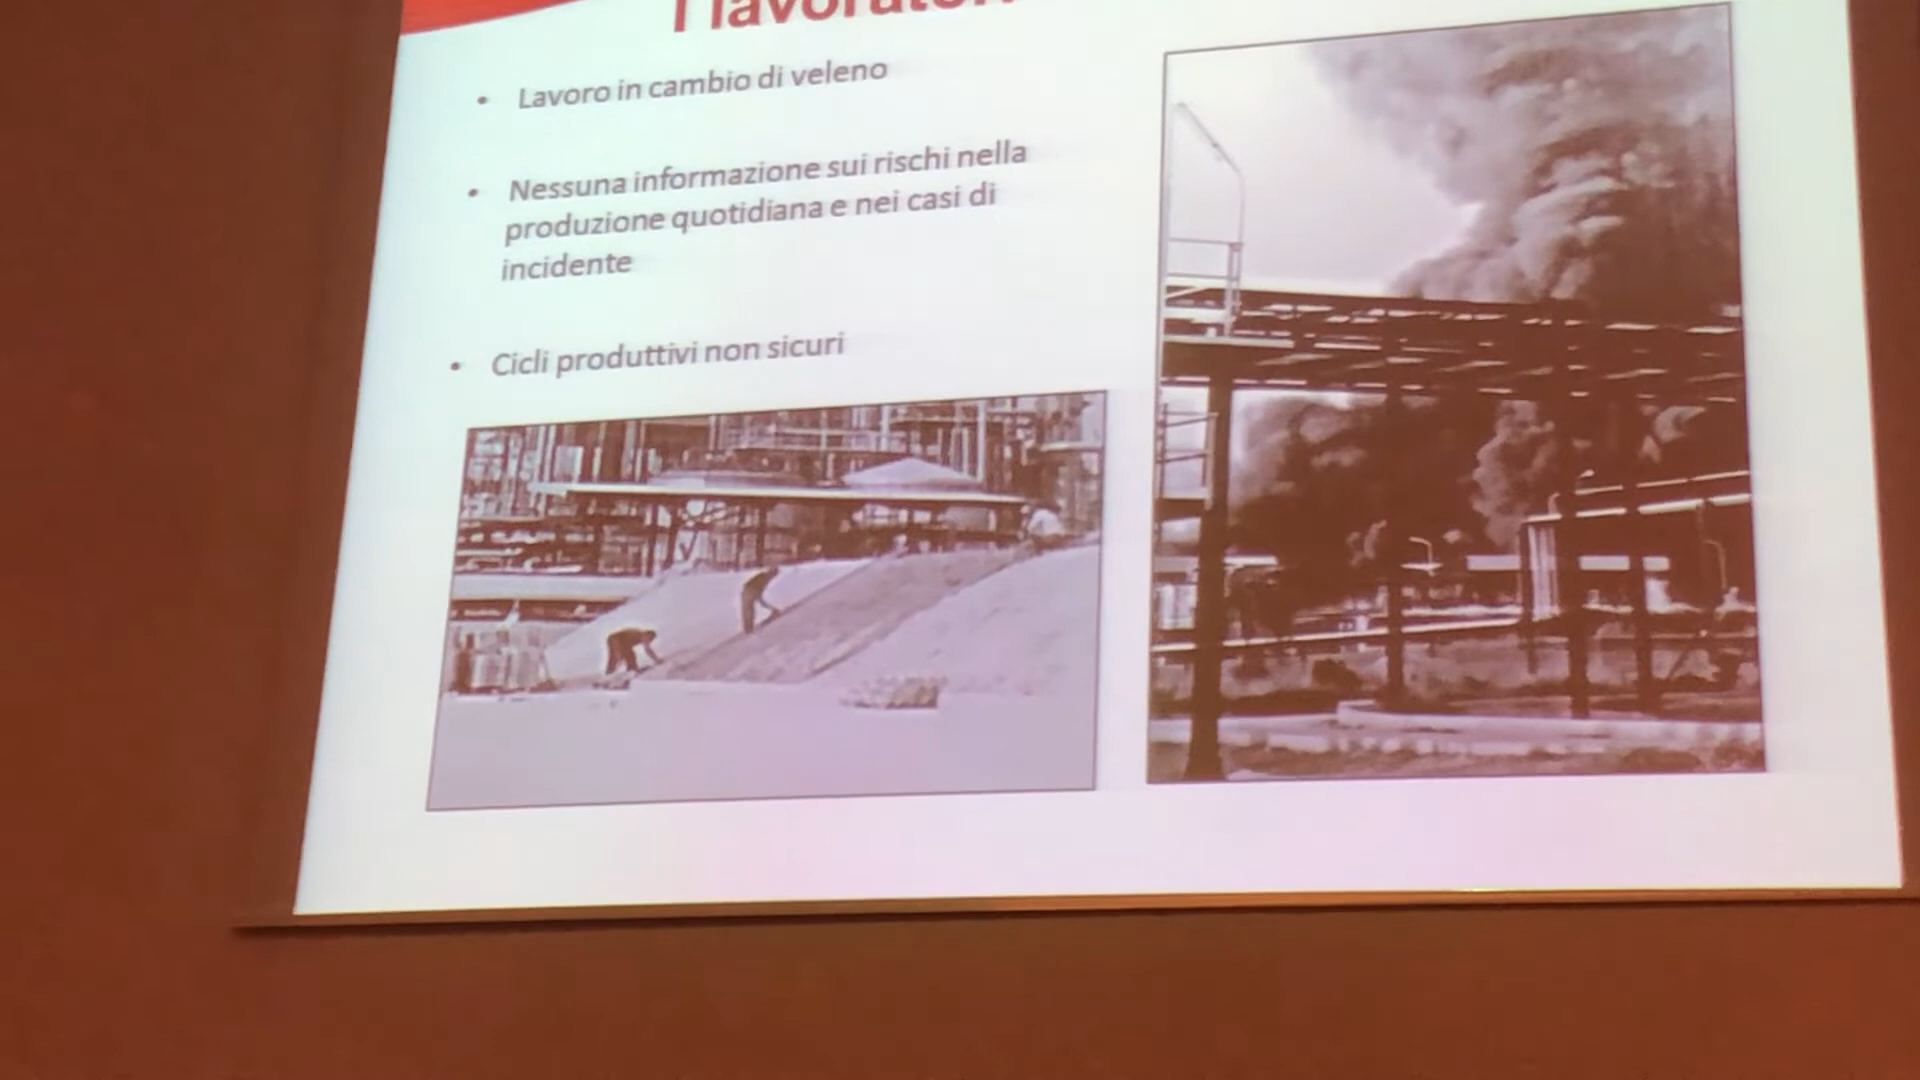 I lavoratori
• Lavoro in cambio di veleno
• Nessuna informazione sui rischi nella
produzione quotidiana e nei casi di
incidente
• Cicli produttivi non sicuri